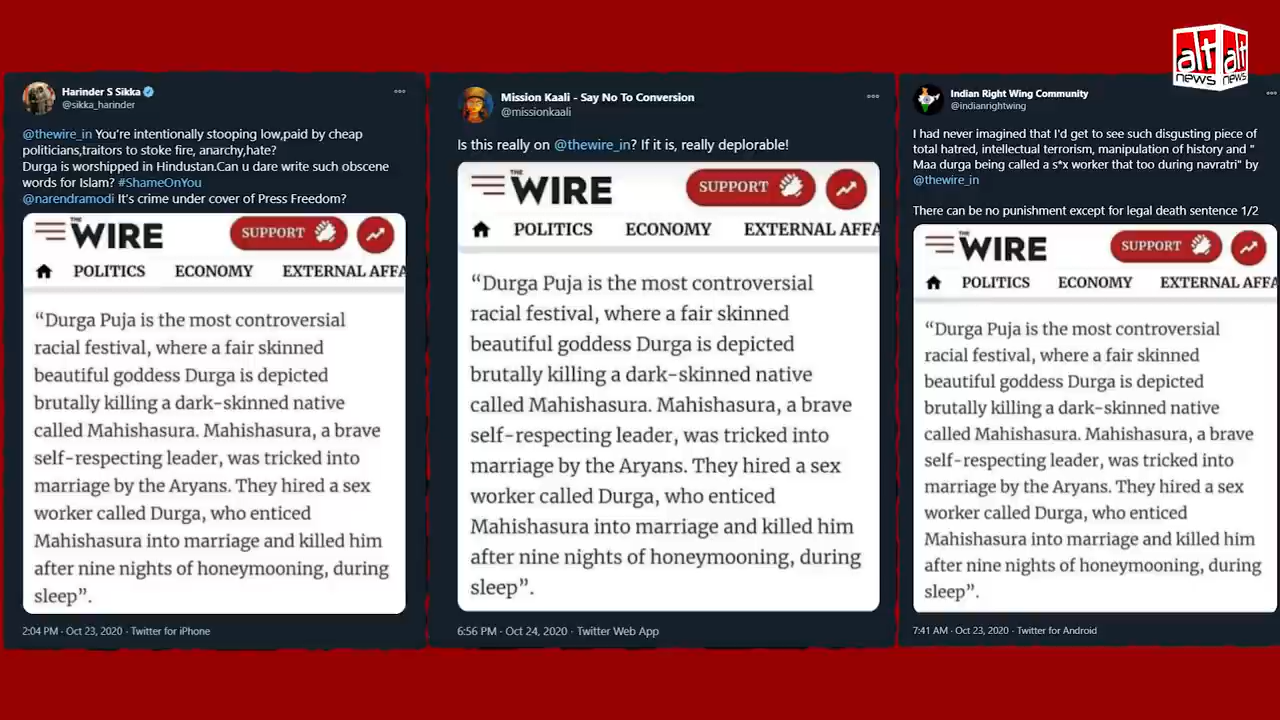 alt
news
alt
news
Harinder S Sikka
@sikka_harinder
@thewire_in You're intentionally stooping low,paid by cheap
politicians,traitors to stoke fire, anarchy,hate?
Durga is worshipped in Hindustan.Can u dare write such obscene
words for Islam? #ShameOnYou
@narendramodi It's crime under cover of Press Freedom?
THE
WIRE
SUPPORT
POLITICS ECONOMY EXTERNAL AFFA
“Durga Puja is the most controversial
racial festival, where a fair skinned
beautiful goddess Durga is depicted
brutally killing a dark-skinned native
called Mahishasura. Mahishasura, a brave
self-respecting leader, was tricked into
marriage by the Aryans. They hired a sex
worker called Durga, who enticed
Mahishasura into marriage and killed him
after nine nights of honeymooning, during
sleep”.
2:04 PM · Oct 23, 2020 · Twitter for iPhone
Mission Kaali - Say No To Conversion
@missionkaali
Is this really on @thewire_in? If it is, really deplorable!
THE
WIRE
SUPPORT
POLITICS ECONOMY EXTERNAL AFFA
“Durga Puja is the most controversial
racial festival, where a fair skinned
beautiful goddess Durga is depicted
brutally killing a dark-skinned native
called Mahishasura. Mahishasura, a brave
self-respecting leader, was tricked into
marriage by the Aryans. They hired a sex
worker called Durga, who enticed
Mahishasura into marriage and killed him
after nine nights of honeymooning, during
sleep”.
6:56 PM · Oct 24, 2020 · Twitter Web App
Indian Right Wing Community
@indianrightwing
I had never imagined that I'd get to see such disgusting piece of
total hatred, intellectual terrorism, manipulation of history and "
Maa durga being called a s*x worker that too during navratri" by
@thewire_in
There can be no punishment except for legal death sentence 1/2
THE
WIRE
SUPPORT
POLITICS ECONOMY EXTERNAL AFFA
“Durga Puja is the most controversial
racial festival, where a fair skinned
beautiful goddess Durga is depicted
brutally killing a dark-skinned native
called Mahishasura. Mahishasura, a brave
self-respecting leader, was tricked into
marriage by the Aryans. They hired a sex
worker called Durga, who enticed
Mahishasura into marriage and killed him
after nine nights of honeymooning, during
sleep”.
7:41 AM · Oct 23, 2020 · Twitter for Android